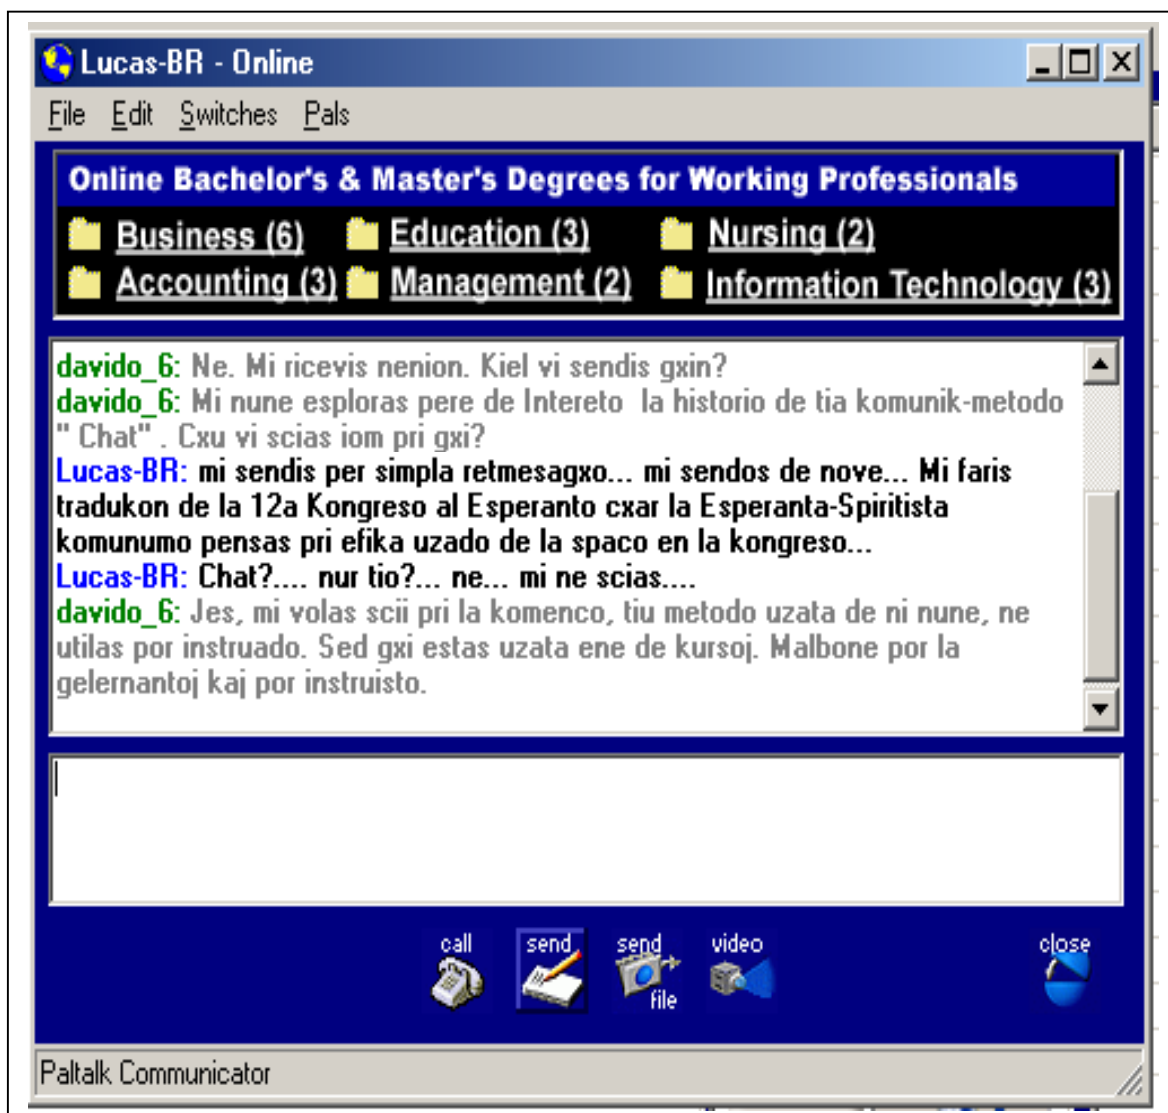 Lucas-BR - Online
File Edit Switches Pals
Online Bachelor's & Master's Degrees for Working Professionals
Business (6) Education (3) Nursing (2)
Accounting (3) Management (2) Information Technology (3)
davido_6: Ne. Mi ricevis nenion. Kiel vi sendis gxin?
davido_6: Mi nune esploras pere de Intereto  la historio de tia komunik-metodo
" Chat" . Cxu vi scias iom pri gxi?
Lucas-BR: mi sendis per simpla retmesagxo... mi sendos de nove... Mi faris
tradukon de la 12a Kongreso al Esperanto cxar la Esperanta-Spiritista
komunumo pensas pri efika uzado de la spaco en la kongreso...
Lucas-BR: Chat?.... nur tio?... ne... mi ne scias....
davido_6: Jes, mi volas scii pri la komenco, tiu metodo uzata de ni nune, ne
utilas por instruado. Sed gxi estas uzata ene de kursoj. Malbone por la
gelernantoj kaj por instruisto.
call send send file video close
Paltalk Communicator